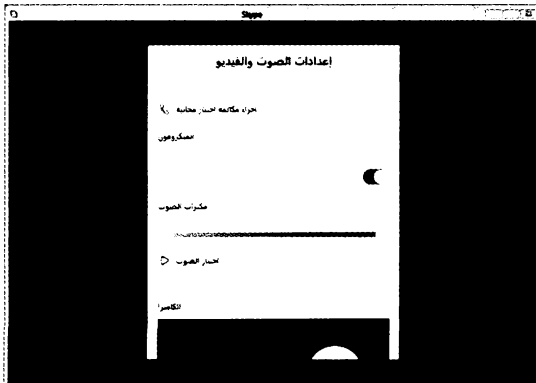 Skype
إعدادات الصوت والفيديو
إجراء مكالمة اختبار مجانية
الميكروفون
مكبرات الصوت
اختبار الصوت
الكاميرا